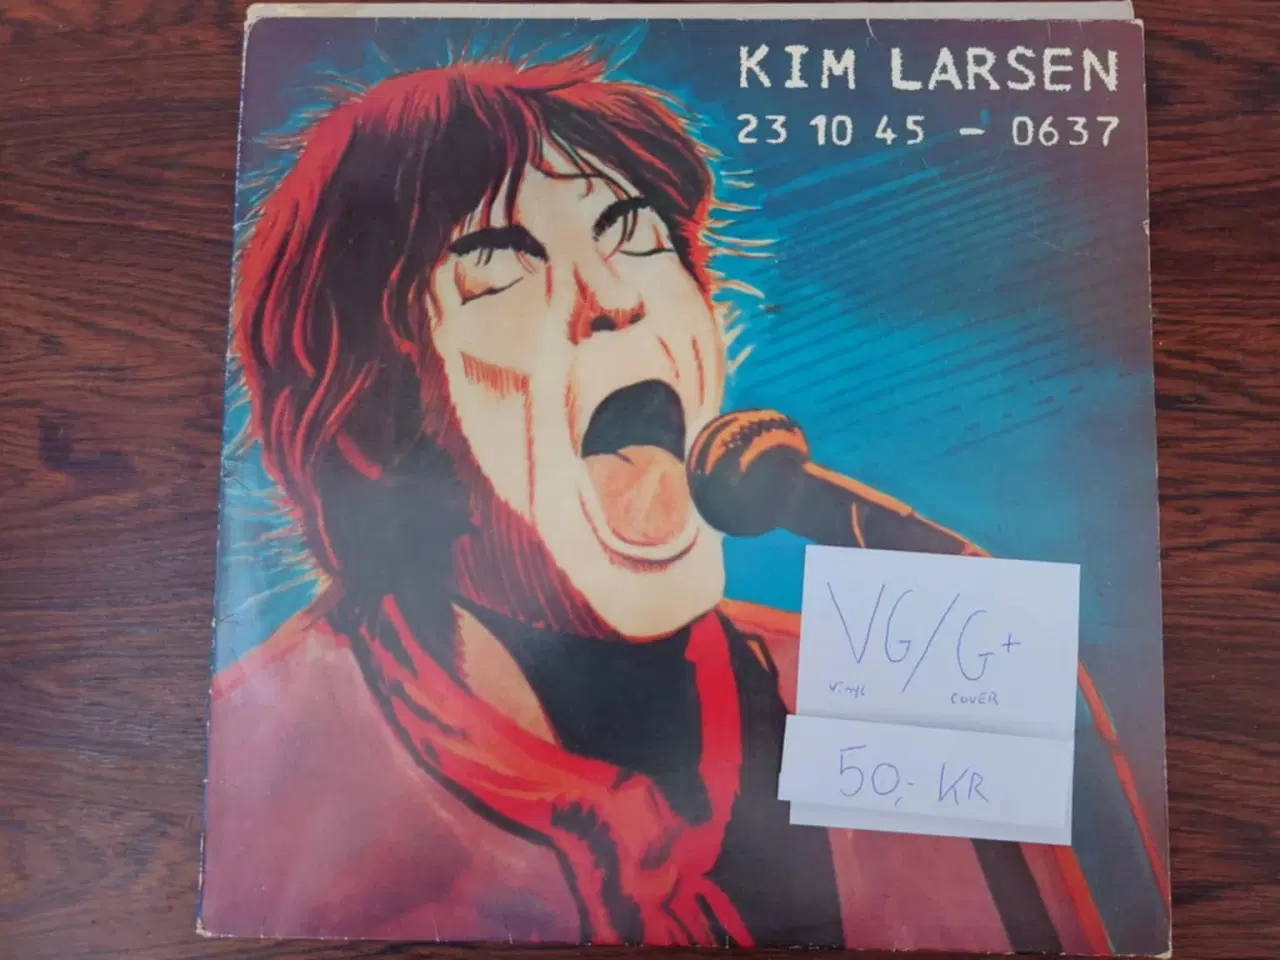 KIM LARSEN
23 10 45 - 0637
VG/G+
Vinyl COVER
50,- KR